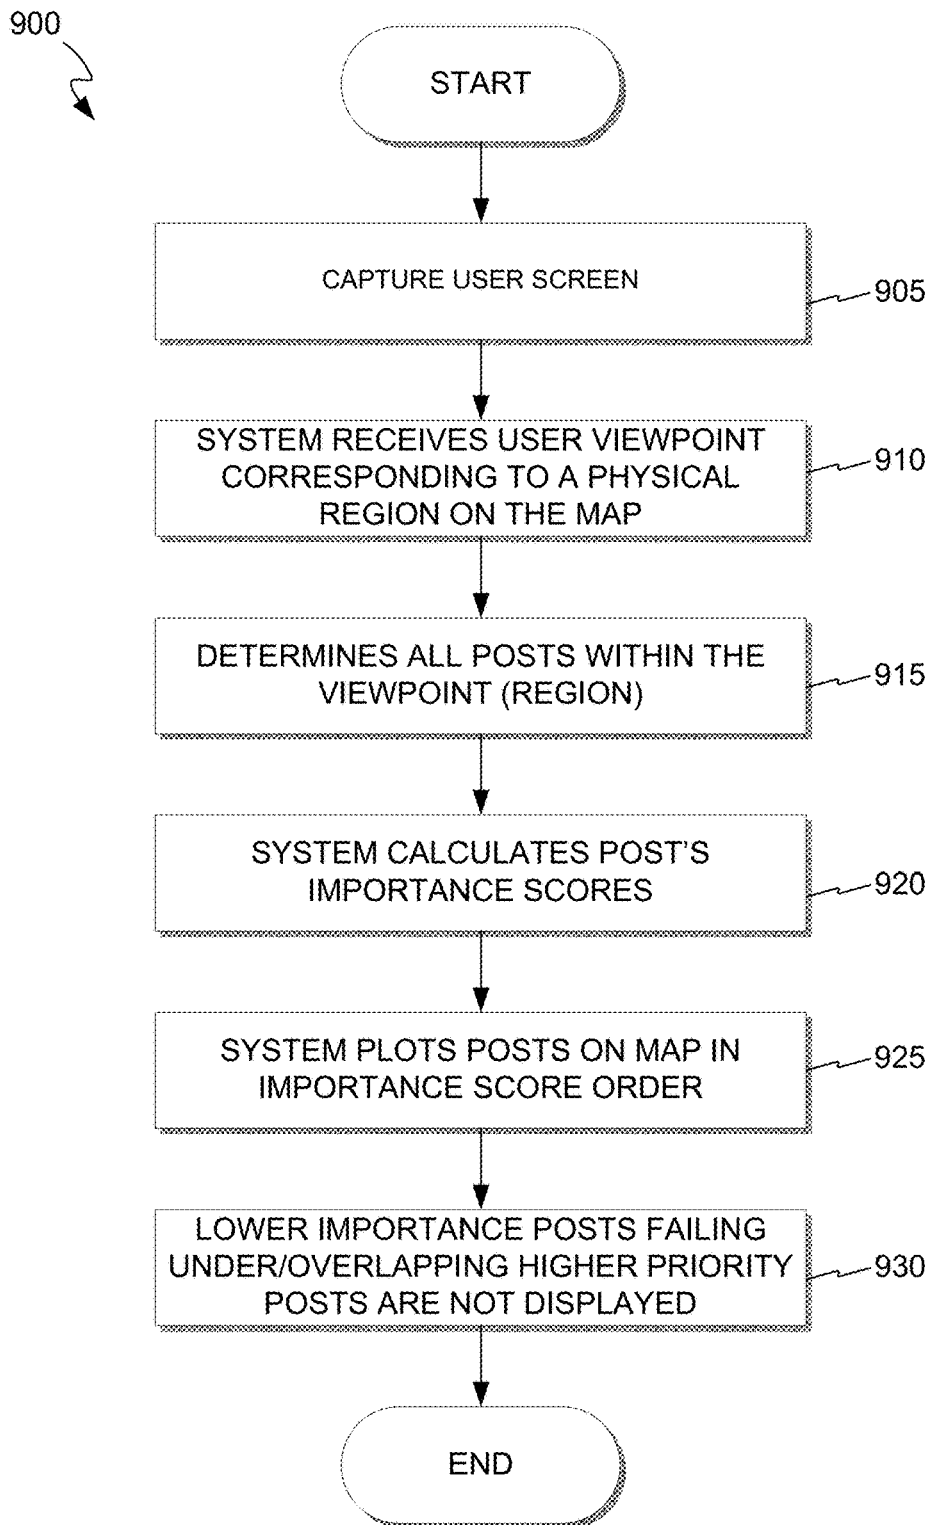 900
START
CAPTURE USER SCREEN
905
SYSTEM RECEIVES USER VIEWPOINT
CORRESPONDING TO A PHYSICAL
REGION ON THE MAP
910
DETERMINES ALL POSTS WITHIN THE
VIEWPOINT (REGION)
915
SYSTEM CALCULATES POST'S
IMPORTANCE SCORES
920
SYSTEM PLOTS POSTS ON MAP IN
IMPORTANCE SCORE ORDER
925
LOWER IMPORTANCE POSTS FAILING
UNDER/OVERLAPPING HIGHER PRIORITY
POSTS ARE NOT DISPLAYED
930
END